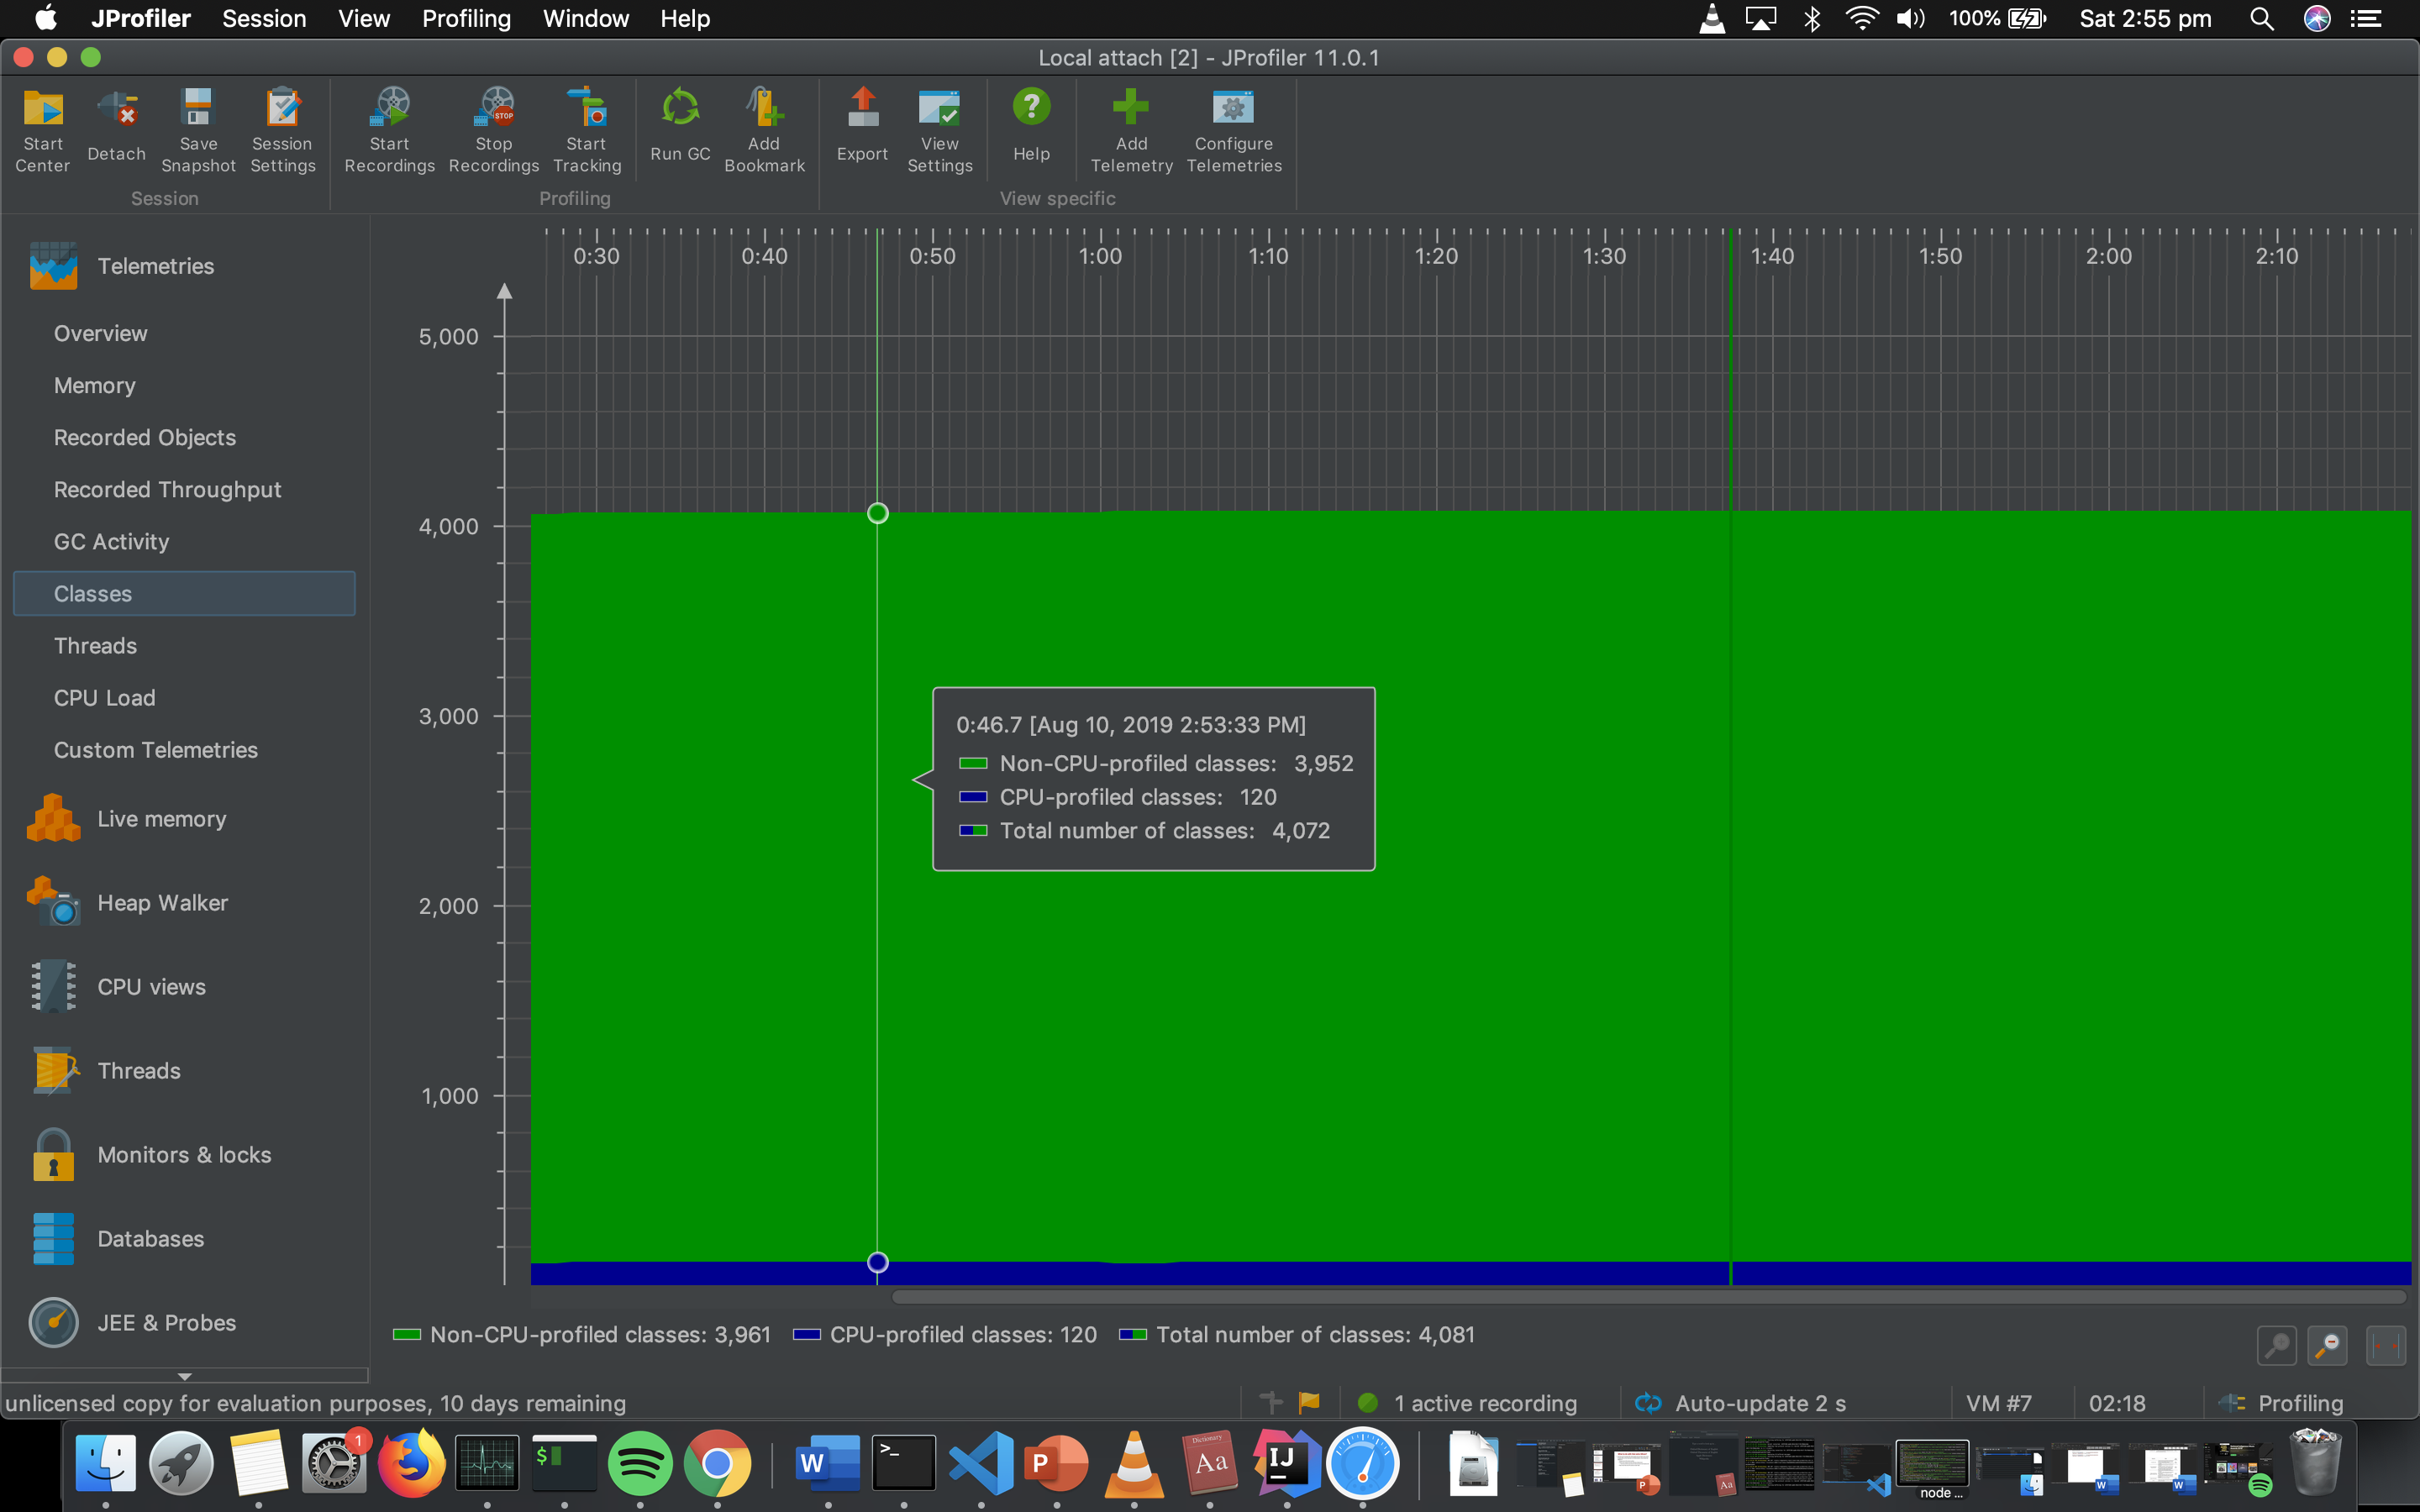 JProfiler Session View Profiling Window Help 100% Sat 2:55 pm
Local attach [2] - JProfiler 11.0.1
Start Center
Detach
Save Snapshot
Session Settings
Start Recordings
Stop Recordings
Start Tracking
Run GC
Add Bookmark
Export
View Settings
Help
Add Telemetry
Configure Telemetries
STOP
Session
Profiling
View specific
Telemetries
Overview
Memory
Recorded Objects
Recorded Throughput
GC Activity
Classes
Threads
CPU Load
Custom Telemetries
Live memory
Heap Walker
CPU views
Threads
Monitors & locks
Databases
JEE & Probes
0:30 0:40 0:50 1:00 1:10 1:20 1:30 1:40 1:50 2:00 2:10
5,000
4,000
3,000
2,000
1,000
0:46.7 [Aug 10, 2019 2:53:33 PM]
Non-CPU-profiled classes: 3,952
CPU-profiled classes: 120
Total number of classes: 4,072
Non-CPU-profiled classes: 3,961 CPU-profiled classes: 120 Total number of classes: 4,081
unlicensed copy for evaluation purposes, 10 days remaining
1 active recording
Auto-update 2 s
VM #7
02:18
Profiling
1
$
W
>_
P
Dictionary
Aa
IJ
node ...